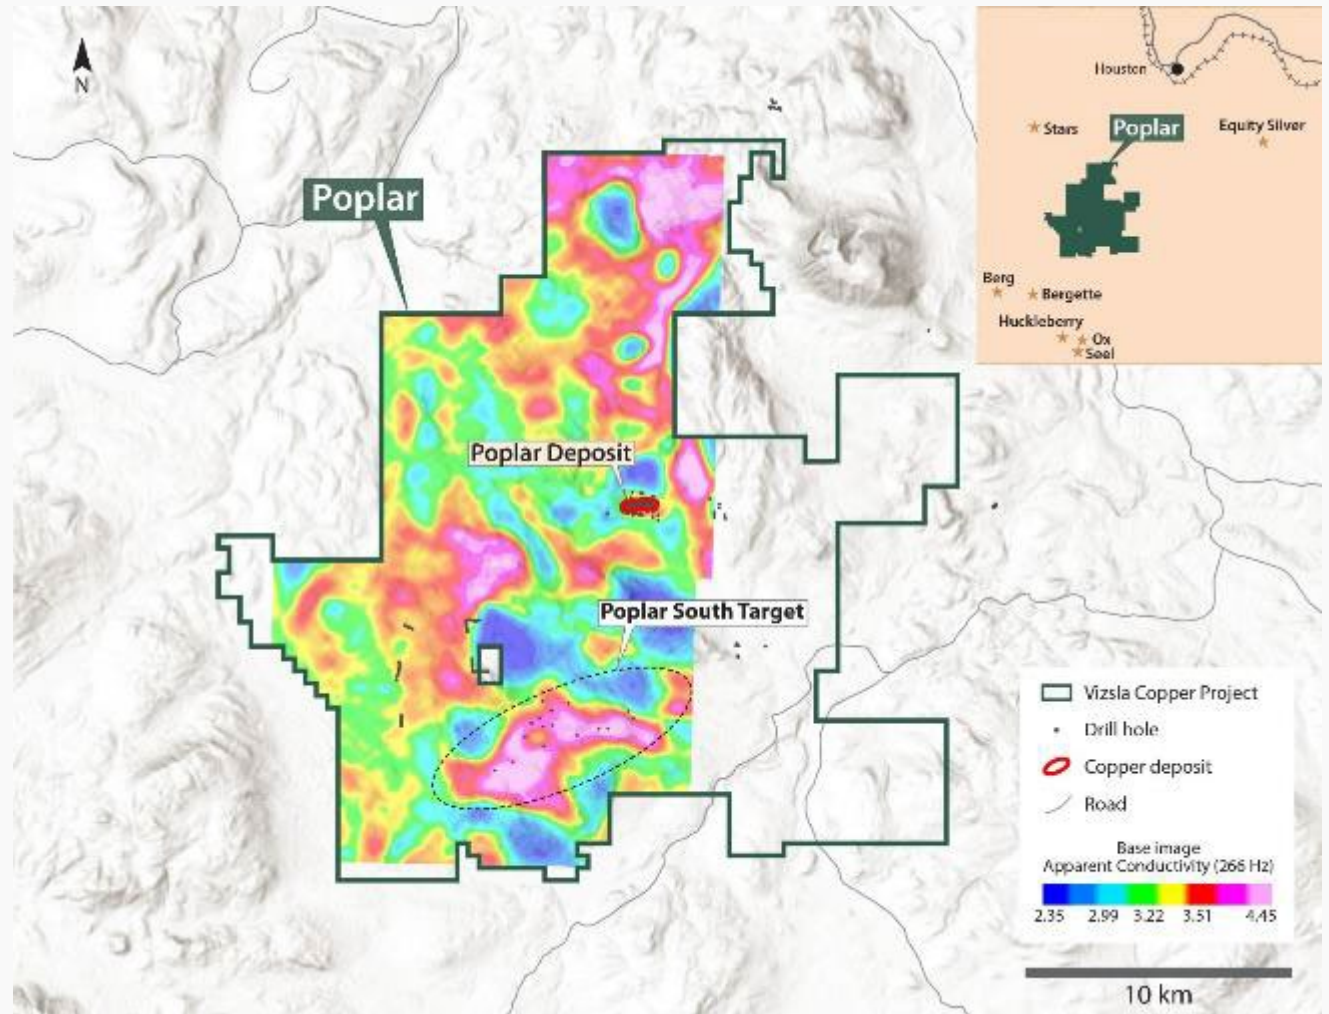 N
Poplar
Poplar Deposit
Poplar South Target
Houston
Stars
Poplar
Equity Silver
Berg
Bergette
Huckleberry
Ox
Seel
Vizsla Copper Project
Drill hole
Copper deposit
Road
Base image
Apparent Conductivity (266 Hz)
2.35 2.99 3.22 3.51 4.45
10 km